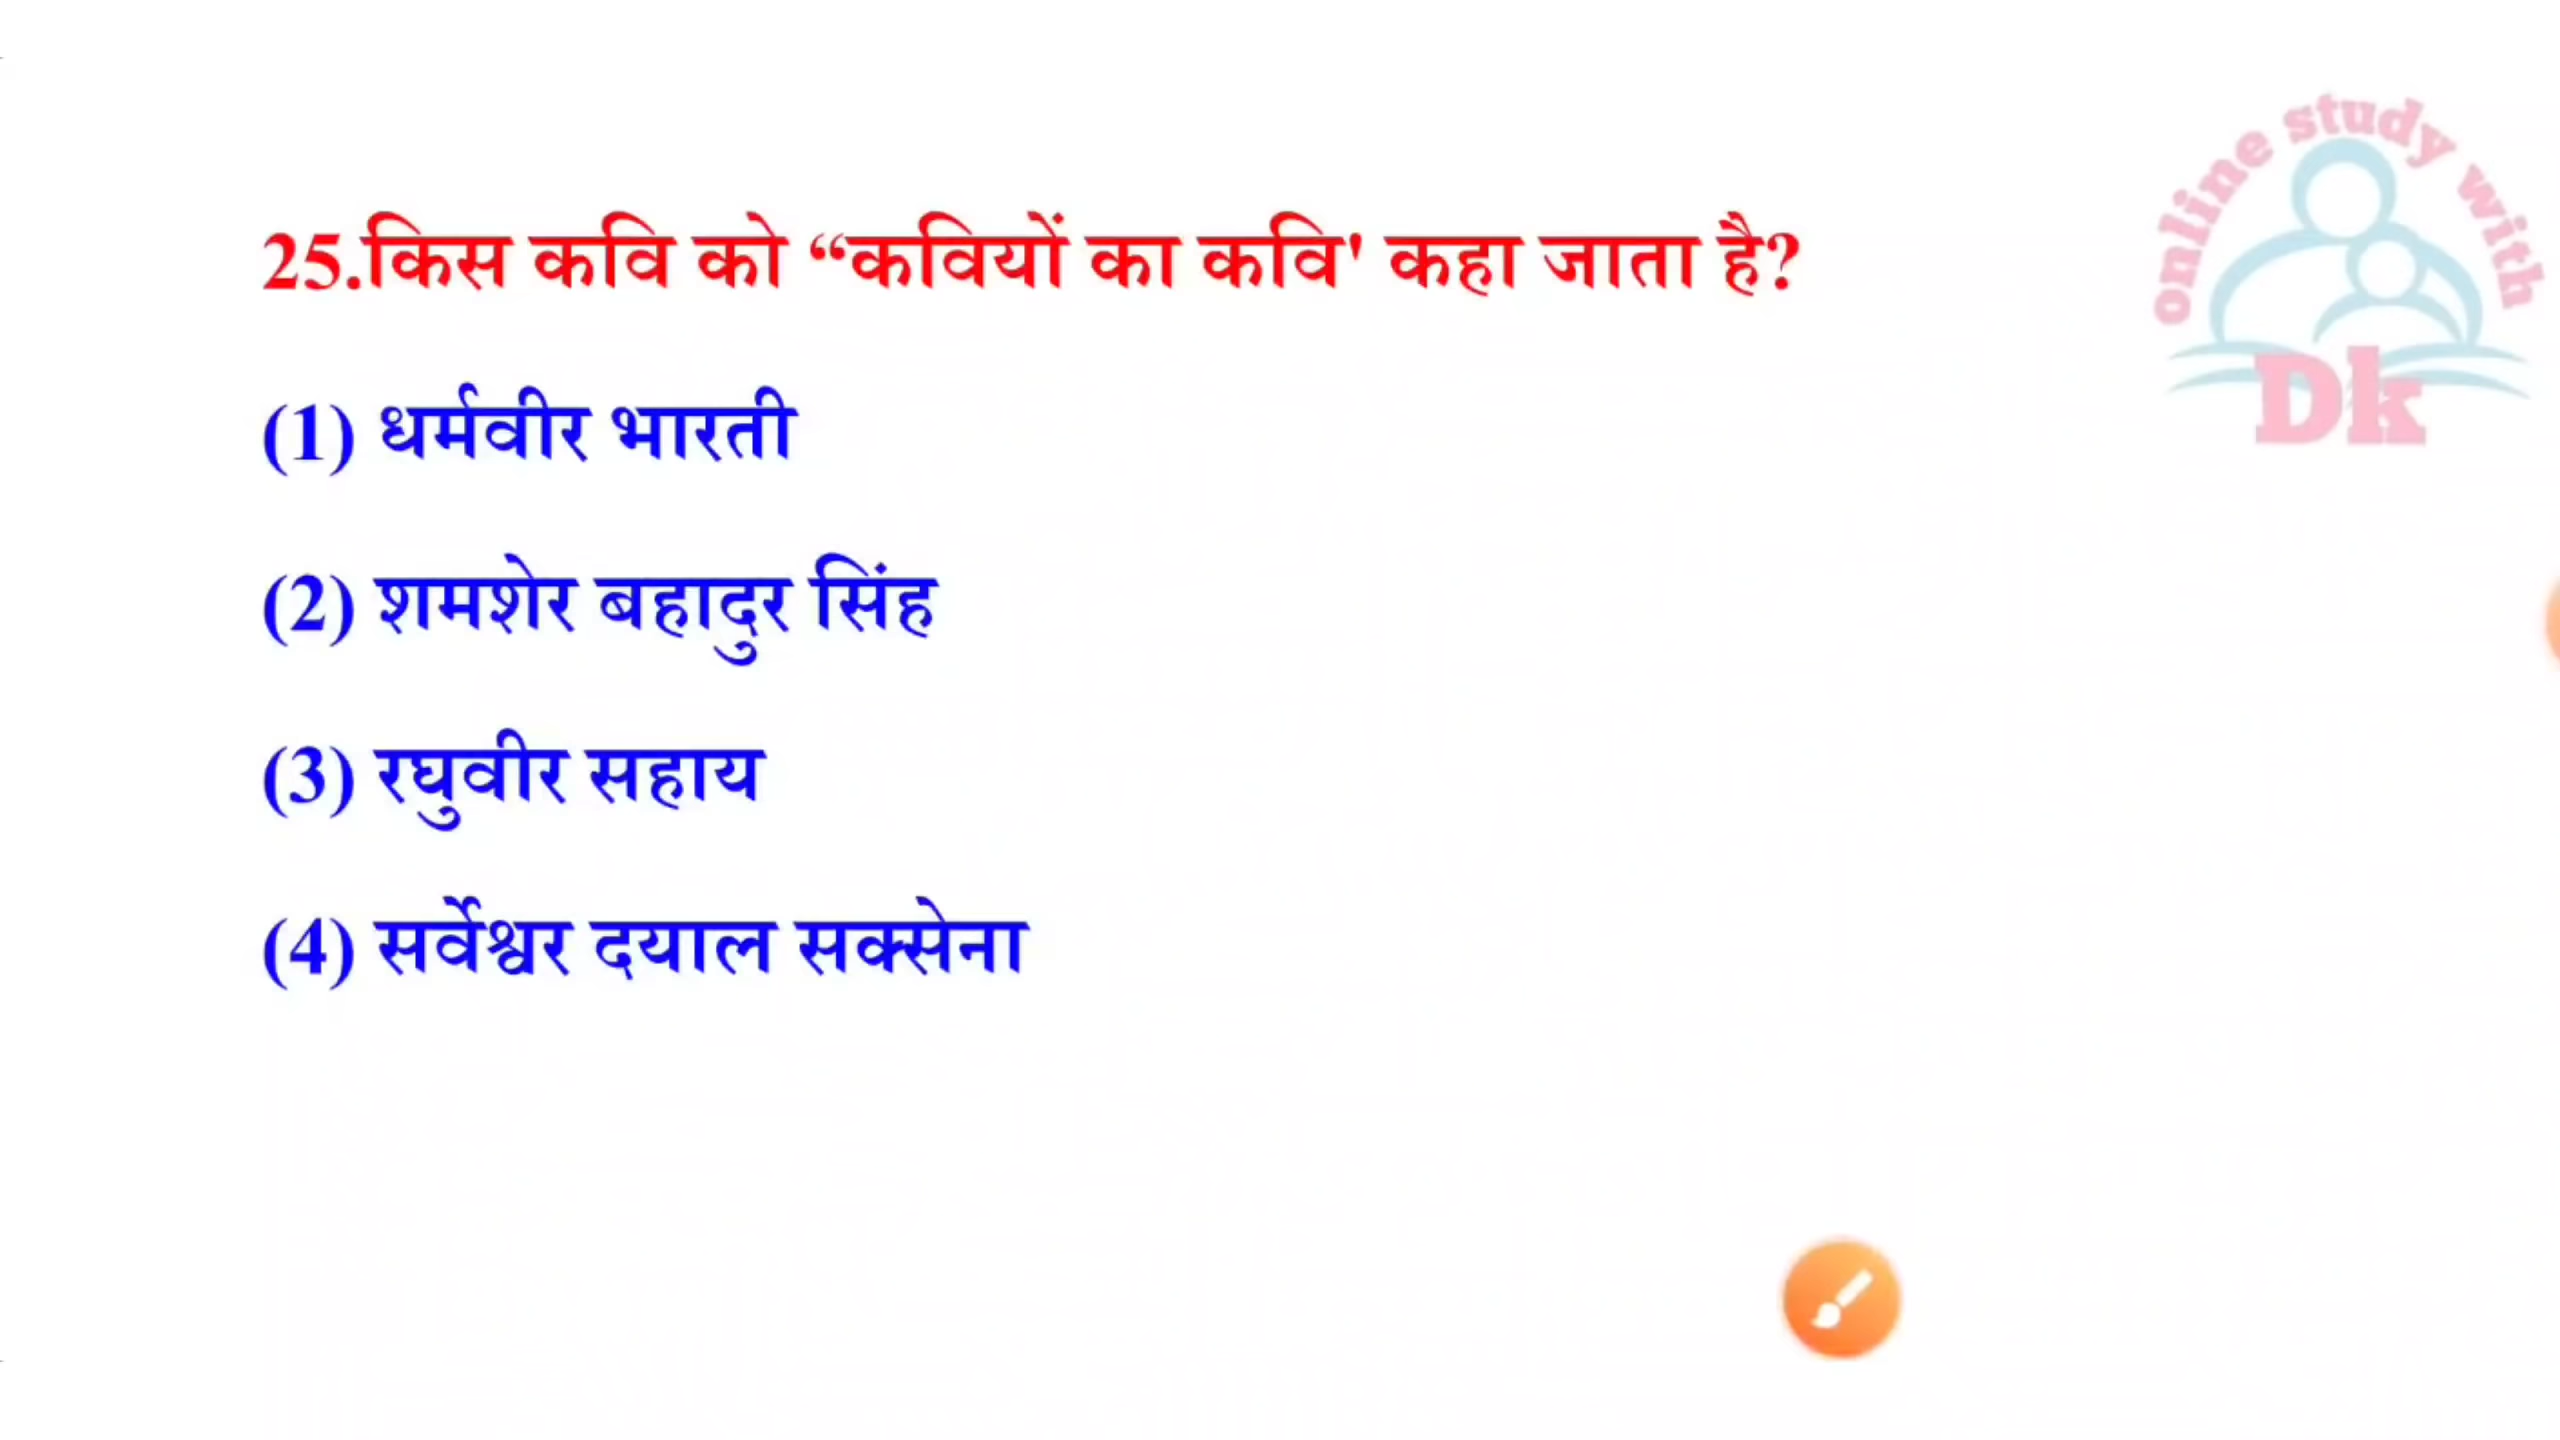 25.किस कवि को “कवियों का कवि' कहा जाता है?
(1) धर्मवीर भारती
(2) शमशेर बहादुर सिंह
(3) रघुवीर सहाय
(4) सर्वेश्वर दयाल सक्सेना
online study with
Dk